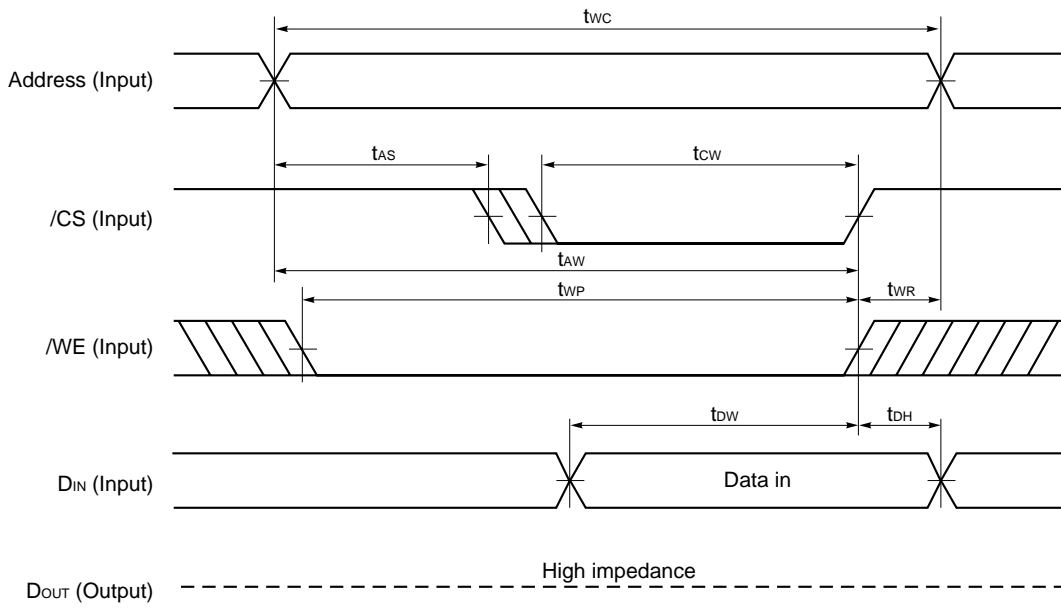 tWC
Address (Input)
tAS
tCW
/CS (Input)
tAW
tWP
tWR
/WE (Input)
tDW
tDH
DIN (Input)
Data in
High impedance
DOUT (Output)